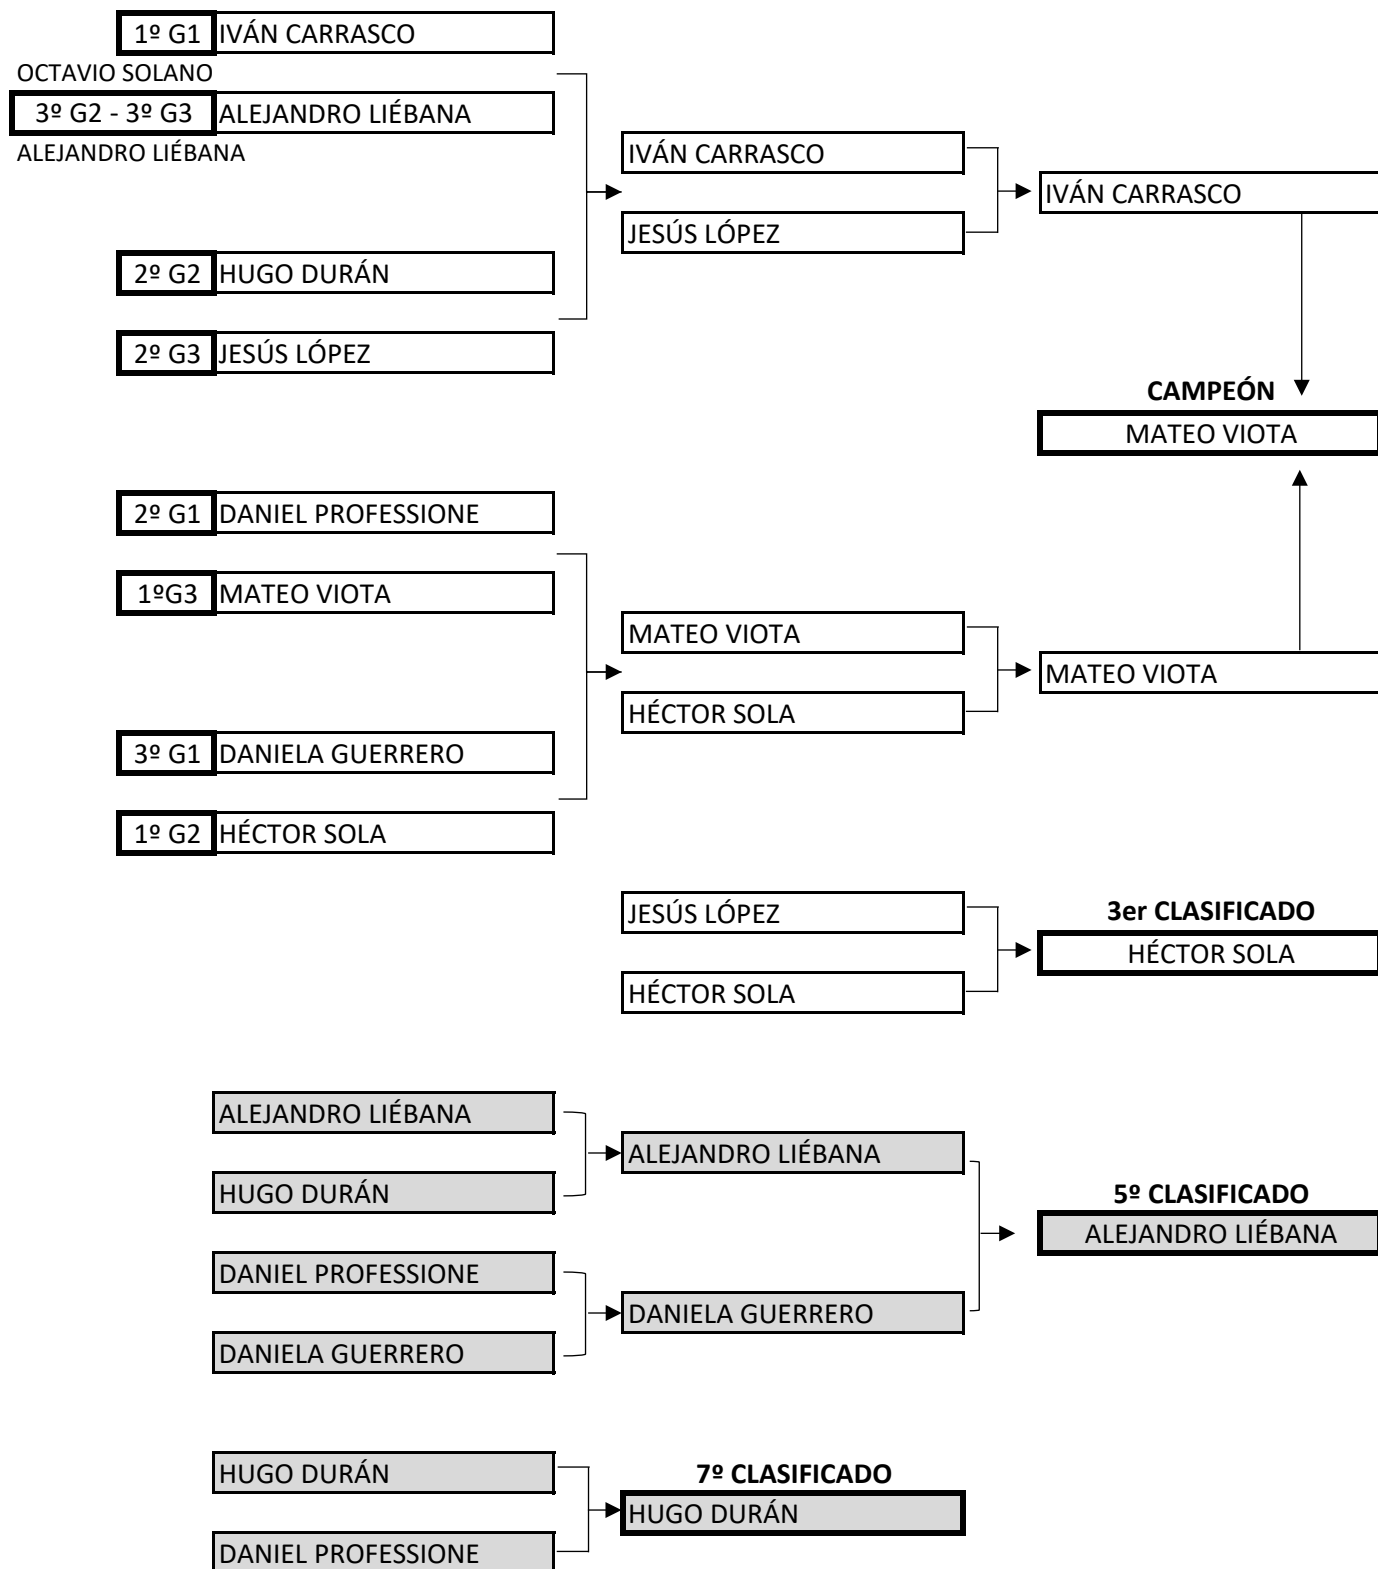 1º G1 IVÁN CARRASCO
OCTAVIO SOLANO
3º G2 - 3º G3 ALEJANDRO LIÉBANA
ALEJANDRO LIÉBANA
IVÁN CARRASCO
IVÁN CARRASCO
JESÚS LÓPEZ
2º G2 HUGO DURÁN
2º G3 JESÚS LÓPEZ
CAMPEÓN
MATEO VIOTA
2º G1 DANIEL PROFESSIONE
1ºG3 MATEO VIOTA
MATEO VIOTA
MATEO VIOTA
HÉCTOR SOLA
3º G1 DANIELA GUERRERO
1º G2 HÉCTOR SOLA
JESÚS LÓPEZ
3er CLASIFICADO
HÉCTOR SOLA
HÉCTOR SOLA
ALEJANDRO LIÉBANA
ALEJANDRO LIÉBANA
HUGO DURÁN
5º CLASIFICADO
ALEJANDRO LIÉBANA
DANIEL PROFESSIONE
DANIELA GUERRERO
DANIELA GUERRERO
HUGO DURÁN
7º CLASIFICADO
HUGO DURÁN
DANIEL PROFESSIONE